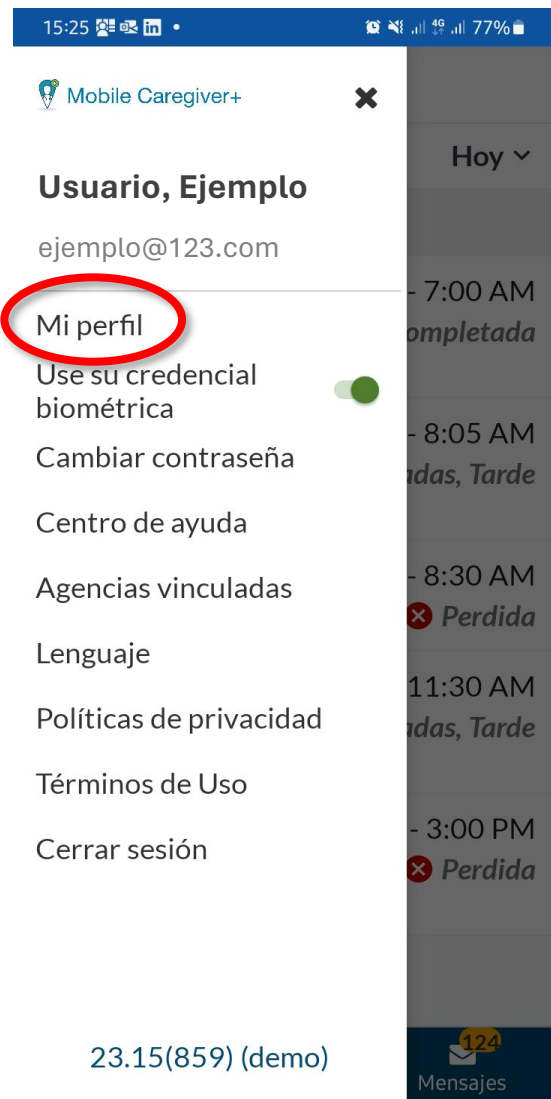 15:25
4G
77%
Mobile Caregiver+
Hoy
Usuario, Ejemplo
ejemplo@123.com
- 7:00 AM
Mi perfil
ompletada
Use su credencial
biométrica
- 8:05 AM
Cambiar contraseña
adas, Tarde
Centro de ayuda
- 8:30 AM
Agencias vinculadas
Perdida
Lenguaje
11:30 AM
Políticas de privacidad
adas, Tarde
Términos de Uso
- 3:00 PM
Cerrar sesión
Perdida
23.15(859) (demo)
124
Mensajes